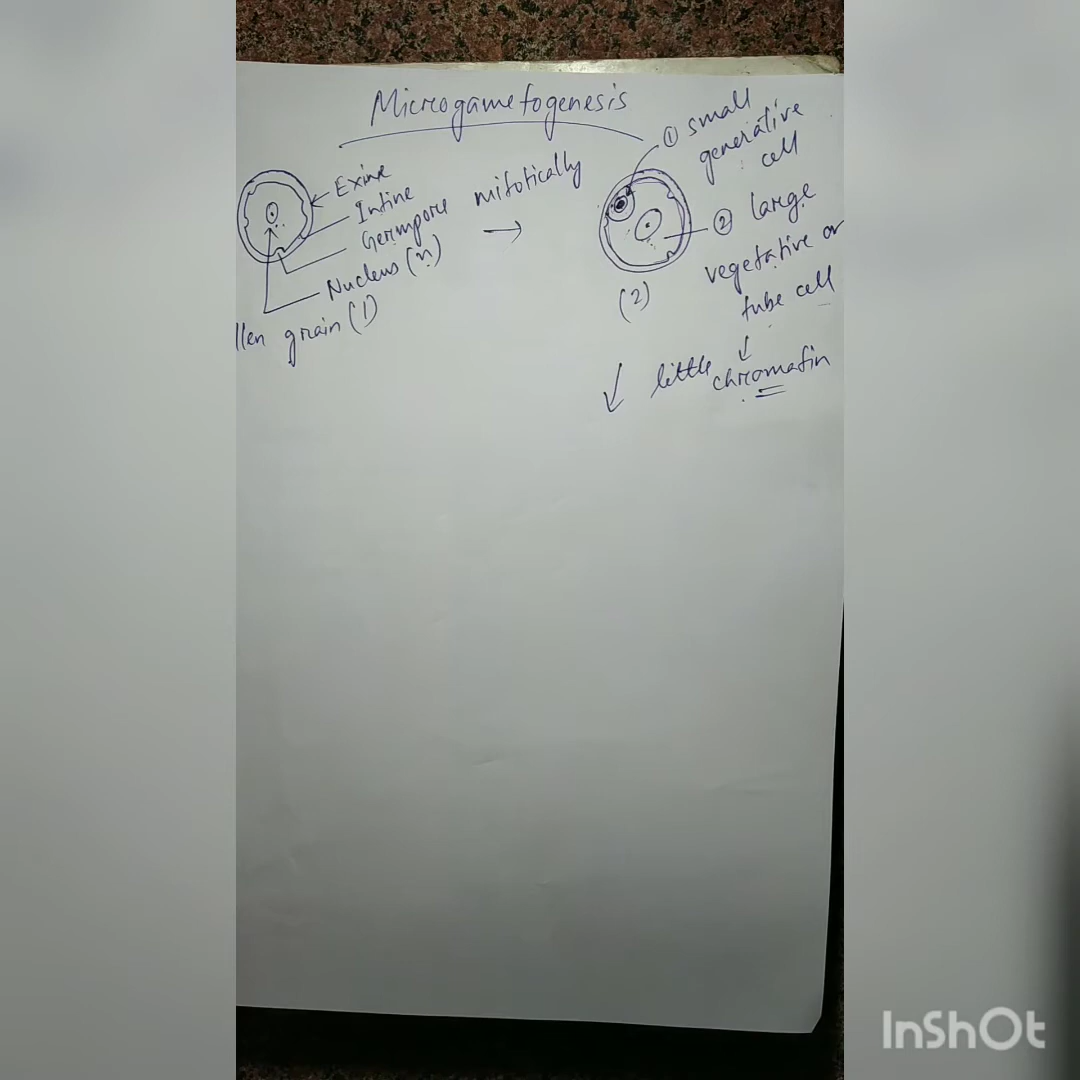 Microgametogenesis
Exine
Intine
Germpore
Nucleus (n)
llen grain (1)
mitotically
→
① small
generative
cell
② large
vegetative or
tube cell
(2)
↓
↓ little chromatin
InShOt